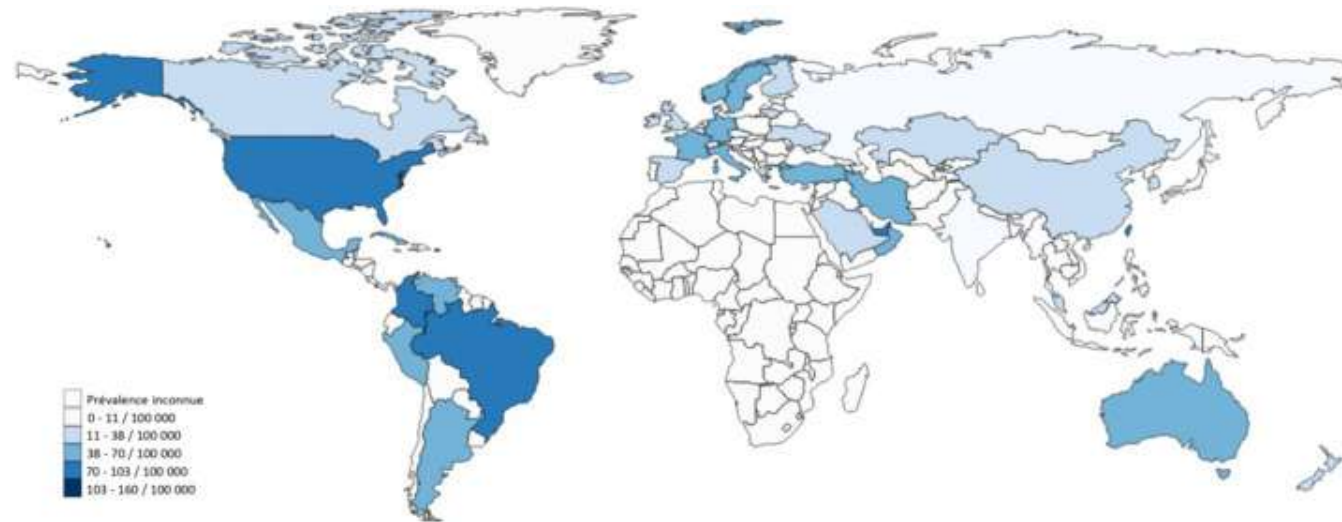 Prévalence inconnue
0 - 11 / 100 000
11 - 38 / 100 000
38 - 70 / 100 000
70 - 103 / 100 000
103 - 160 / 100 000